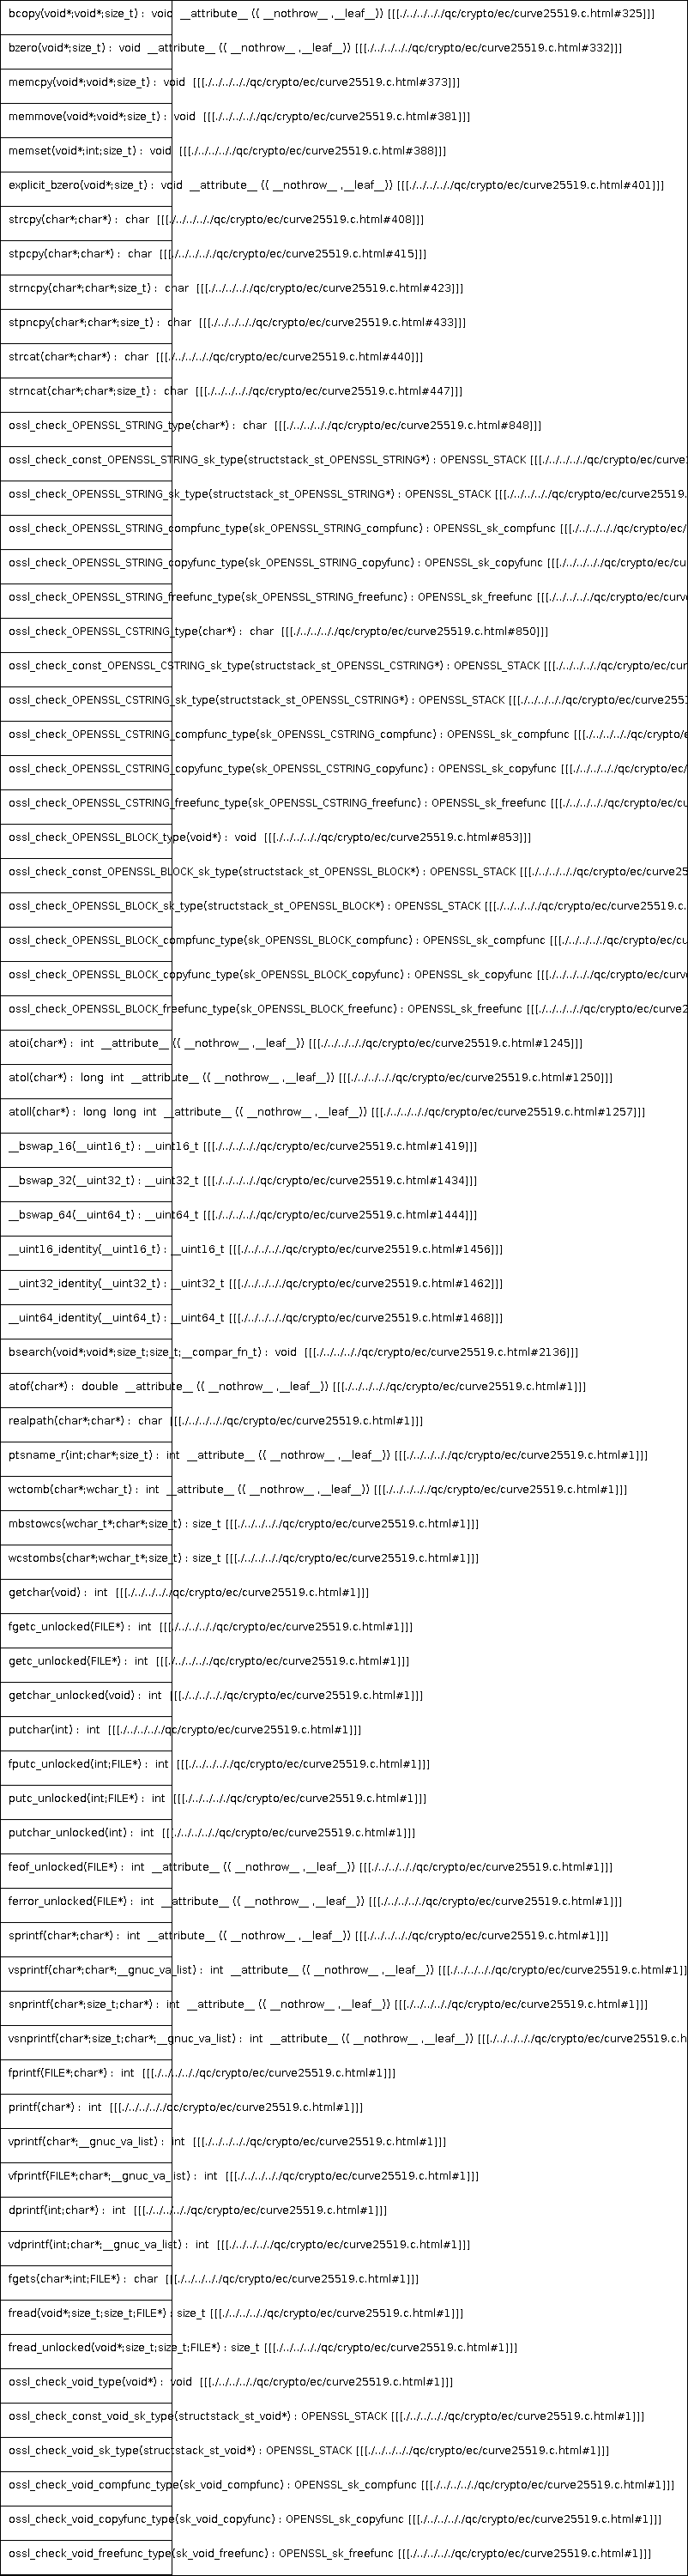 bcopy(void*;void*;size_t) : void __attribute__ (( __nothrow__ ,__leaf__)) [[[./../../../../qc/crypto/ec/curve25519.c.html#325]]]
bzero(void*;size_t) : void __attribute__ (( __nothrow__ ,__leaf__)) [[[./../../../../qc/crypto/ec/curve25519.c.html#332]]]
memcpy(void*;void*;size_t) : void [[[./../../../../qc/crypto/ec/curve25519.c.html#373]]]
memmove(void*;void*;size_t) : void [[[./../../../../qc/crypto/ec/curve25519.c.html#381]]]
memset(void*;int;size_t) : void [[[./../../../../qc/crypto/ec/curve25519.c.html#388]]]
explicit_bzero(void*;size_t) : void __attribute__ (( __nothrow__ ,__leaf__)) [[[./../../../../qc/crypto/ec/curve25519.c.html#401]]]
strcpy(char*;char*) : char [[[./../../../../qc/crypto/ec/curve25519.c.html#408]]]
stpcpy(char*;char*) : char [[[./../../../../qc/crypto/ec/curve25519.c.html#415]]]
strncpy(char*;char*;size_t) : char [[[./../../../../qc/crypto/ec/curve25519.c.html#423]]]
stpncpy(char*;char*;size_t) : char [[[./../../../../qc/crypto/ec/curve25519.c.html#433]]]
strcat(char*;char*) : char [[[./../../../../qc/crypto/ec/curve25519.c.html#440]]]
strncat(char*;char*;size_t) : char [[[./../../../../qc/crypto/ec/curve25519.c.html#447]]]
ossl_check_OPENSSL_STRING_type(char*) : char [[[./../../../../qc/crypto/ec/curve25519.c.html#848]]]
ossl_check_const_OPENSSL_STRING_sk_type(structstack_st_OPENSSL_STRING*) : OPENSSL_STACK [[[./../../../../qc/crypto/ec/curve
ossl_check_OPENSSL_STRING_sk_type(structstack_st_OPENSSL_STRING*) : OPENSSL_STACK [[[./../../../../qc/crypto/ec/curve25519.
ossl_check_OPENSSL_STRING_compfunc_type(sk_OPENSSL_STRING_compfunc) : OPENSSL_sk_compfunc [[[./../../../../qc/crypto/ec/
ossl_check_OPENSSL_STRING_copyfunc_type(sk_OPENSSL_STRING_copyfunc) : OPENSSL_sk_copyfunc [[[./../../../../qc/crypto/ec/cu
ossl_check_OPENSSL_STRING_freefunc_type(sk_OPENSSL_STRING_freefunc) : OPENSSL_sk_freefunc [[[./../../../../qc/crypto/ec/curve
ossl_check_OPENSSL_CSTRING_type(char*) : char [[[./../../../../qc/crypto/ec/curve25519.c.html#850]]]
ossl_check_const_OPENSSL_CSTRING_sk_type(structstack_st_OPENSSL_CSTRING*) : OPENSSL_STACK [[[./../../../../qc/crypto/ec/cur
ossl_check_OPENSSL_CSTRING_sk_type(structstack_st_OPENSSL_CSTRING*) : OPENSSL_STACK [[[./../../../../qc/crypto/ec/curve2551
ossl_check_OPENSSL_CSTRING_compfunc_type(sk_OPENSSL_CSTRING_compfunc) : OPENSSL_sk_compfunc [[[./../../../../qc/crypto/e
ossl_check_OPENSSL_CSTRING_copyfunc_type(sk_OPENSSL_CSTRING_copyfunc) : OPENSSL_sk_copyfunc [[[./../../../../qc/crypto/ec/
ossl_check_OPENSSL_CSTRING_freefunc_type(sk_OPENSSL_CSTRING_freefunc) : OPENSSL_sk_freefunc [[[./../../../../qc/crypto/ec/cu
ossl_check_OPENSSL_BLOCK_type(void*) : void [[[./../../../../qc/crypto/ec/curve25519.c.html#853]]]
ossl_check_const_OPENSSL_BLOCK_sk_type(structstack_st_OPENSSL_BLOCK*) : OPENSSL_STACK [[[./../../../../qc/crypto/ec/curve25
ossl_check_OPENSSL_BLOCK_sk_type(structstack_st_OPENSSL_BLOCK*) : OPENSSL_STACK [[[./../../../../qc/crypto/ec/curve25519.c.
ossl_check_OPENSSL_BLOCK_compfunc_type(sk_OPENSSL_BLOCK_compfunc) : OPENSSL_sk_compfunc [[[./../../../../qc/crypto/ec/cu
ossl_check_OPENSSL_BLOCK_copyfunc_type(sk_OPENSSL_BLOCK_copyfunc) : OPENSSL_sk_copyfunc [[[./../../../../qc/crypto/ec/curve
ossl_check_OPENSSL_BLOCK_freefunc_type(sk_OPENSSL_BLOCK_freefunc) : OPENSSL_sk_freefunc [[[./../../../../qc/crypto/ec/curve2
atoi(char*) : int __attribute__ (( __nothrow__ ,__leaf__)) [[[./../../../../qc/crypto/ec/curve25519.c.html#1245]]]
atol(char*) : long int __attribute__ (( __nothrow__ ,__leaf__)) [[[./../../../../qc/crypto/ec/curve25519.c.html#1250]]]
atoll(char*) : long long int __attribute__ (( __nothrow__ ,__leaf__)) [[[./../../../../qc/crypto/ec/curve25519.c.html#1257]]]
__bswap_16(__uint16_t) : __uint16_t [[[./../../../../qc/crypto/ec/curve25519.c.html#1419]]]
__bswap_32(__uint32_t) : __uint32_t [[[./../../../../qc/crypto/ec/curve25519.c.html#1434]]]
__bswap_64(__uint64_t) : __uint64_t [[[./../../../../qc/crypto/ec/curve25519.c.html#1444]]]
__uint16_identity(__uint16_t) : __uint16_t [[[./../../../../qc/crypto/ec/curve25519.c.html#1456]]]
__uint32_identity(__uint32_t) : __uint32_t [[[./../../../../qc/crypto/ec/curve25519.c.html#1462]]]
__uint64_identity(__uint64_t) : __uint64_t [[[./../../../../qc/crypto/ec/curve25519.c.html#1468]]]
bsearch(void*;void*;size_t;size_t;__compar_fn_t) : void [[[./../../../../qc/crypto/ec/curve25519.c.html#2136]]]
atof(char*) : double __attribute__ (( __nothrow__ ,__leaf__)) [[[./../../../../qc/crypto/ec/curve25519.c.html#1]]]
realpath(char*;char*) : char [[[./../../../../qc/crypto/ec/curve25519.c.html#1]]]
ptsname_r(int;char*;size_t) : int __attribute__ (( __nothrow__ ,__leaf__)) [[[./../../../../qc/crypto/ec/curve25519.c.html#1]]]
wctomb(char*;wchar_t) : int __attribute__ (( __nothrow__ ,__leaf__)) [[[./../../../../qc/crypto/ec/curve25519.c.html#1]]]
mbstowcs(wchar_t*;char*;size_t) : size_t [[[./../../../../qc/crypto/ec/curve25519.c.html#1]]]
wcstombs(char*;wchar_t*;size_t) : size_t [[[./../../../../qc/crypto/ec/curve25519.c.html#1]]]
getchar(void) : int [[[./../../../../qc/crypto/ec/curve25519.c.html#1]]]
fgetc_unlocked(FILE*) : int [[[./../../../../qc/crypto/ec/curve25519.c.html#1]]]
getc_unlocked(FILE*) : int [[[./../../../../qc/crypto/ec/curve25519.c.html#1]]]
getchar_unlocked(void) : int [[[./../../../../qc/crypto/ec/curve25519.c.html#1]]]
putchar(int) : int [[[./../../../../qc/crypto/ec/curve25519.c.html#1]]]
fputc_unlocked(int;FILE*) : int [[[./../../../../qc/crypto/ec/curve25519.c.html#1]]]
putc_unlocked(int;FILE*) : int [[[./../../../../qc/crypto/ec/curve25519.c.html#1]]]
putchar_unlocked(int) : int [[[./../../../../qc/crypto/ec/curve25519.c.html#1]]]
feof_unlocked(FILE*) : int __attribute__ (( __nothrow__ ,__leaf__)) [[[./../../../../qc/crypto/ec/curve25519.c.html#1]]]
ferror_unlocked(FILE*) : int __attribute__ (( __nothrow__ ,__leaf__)) [[[./../../../../qc/crypto/ec/curve25519.c.html#1]]]
sprintf(char*;char*) : int __attribute__ (( __nothrow__ ,__leaf__)) [[[./../../../../qc/crypto/ec/curve25519.c.html#1]]]
vsprintf(char*;char*;__gnuc_va_list) : int __attribute__ (( __nothrow__ ,__leaf__)) [[[./../../../../qc/crypto/ec/curve25519.c.html#1]]]
snprintf(char*;size_t;char*) : int __attribute__ (( __nothrow__ ,__leaf__)) [[[./../../../../qc/crypto/ec/curve25519.c.html#1]]]
vsnprintf(char*;size_t;char*;__gnuc_va_list) : int __attribute__ (( __nothrow__ ,__leaf__)) [[[./../../../../qc/crypto/ec/curve25519.c.h
fprintf(FILE*;char*) : int [[[./../../../../qc/crypto/ec/curve25519.c.html#1]]]
printf(char*) : int [[[./../../../../qc/crypto/ec/curve25519.c.html#1]]]
vprintf(char*;__gnuc_va_list) : int [[[./../../../../qc/crypto/ec/curve25519.c.html#1]]]
vfprintf(FILE*;char*;__gnuc_va_list) : int [[[./../../../../qc/crypto/ec/curve25519.c.html#1]]]
dprintf(int;char*) : int [[[./../../../../qc/crypto/ec/curve25519.c.html#1]]]
vdprintf(int;char*;__gnuc_va_list) : int [[[./../../../../qc/crypto/ec/curve25519.c.html#1]]]
fgets(char*;int;FILE*) : char [[[./../../../../qc/crypto/ec/curve25519.c.html#1]]]
fread(void*;size_t;size_t;FILE*) : size_t [[[./../../../../qc/crypto/ec/curve25519.c.html#1]]]
fread_unlocked(void*;size_t;size_t;FILE*) : size_t [[[./../../../../qc/crypto/ec/curve25519.c.html#1]]]
ossl_check_void_type(void*) : void [[[./../../../../qc/crypto/ec/curve25519.c.html#1]]]
ossl_check_const_void_sk_type(structstack_st_void*) : OPENSSL_STACK [[[./../../../../qc/crypto/ec/curve25519.c.html#1]]]
ossl_check_void_sk_type(structstack_st_void*) : OPENSSL_STACK [[[./../../../../qc/crypto/ec/curve25519.c.html#1]]]
ossl_check_void_compfunc_type(sk_void_compfunc) : OPENSSL_sk_compfunc [[[./../../../../qc/crypto/ec/curve25519.c.html#1]]]
ossl_check_void_copyfunc_type(sk_void_copyfunc) : OPENSSL_sk_copyfunc [[[./../../../../qc/crypto/ec/curve25519.c.html#1]]]
ossl_check_void_freefunc_type(sk_void_freefunc) : OPENSSL_sk_freefunc [[[./../../../../qc/crypto/ec/curve25519.c.html#1]]]